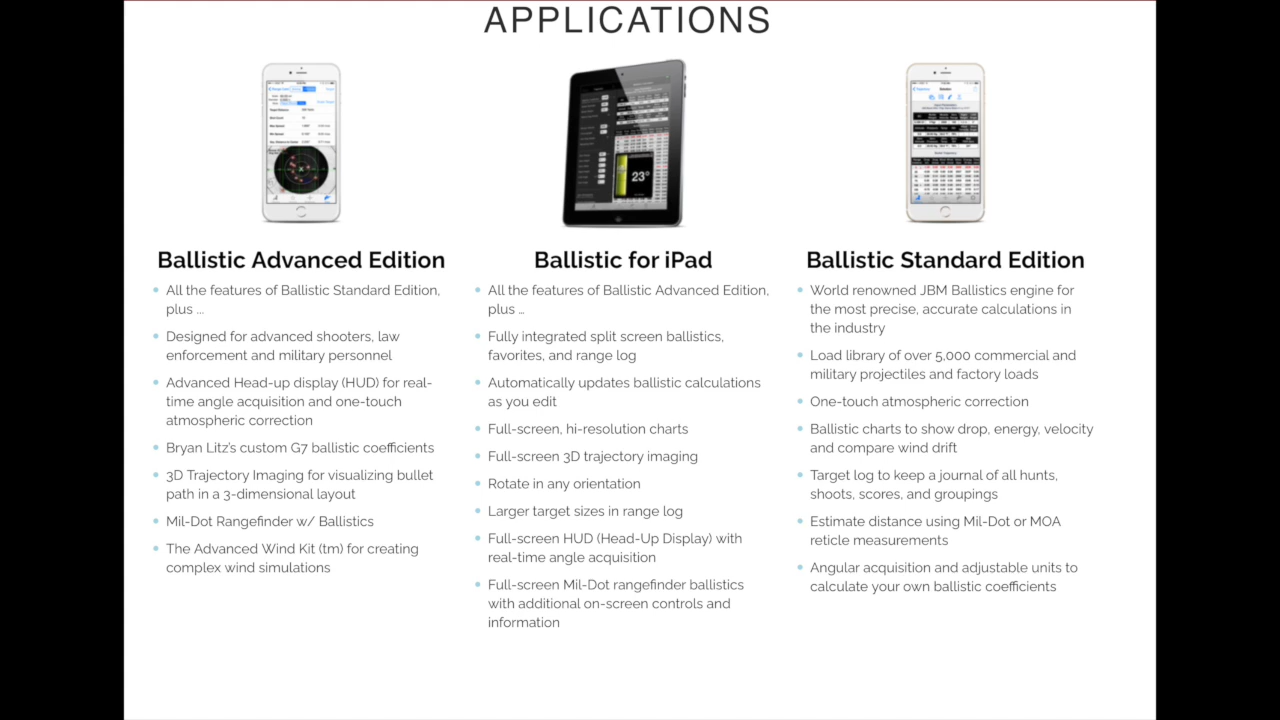 APPLICATIONS
23°
Ballistic Advanced Edition
All the features of Ballistic Standard Edition,
plus ...
Designed for advanced shooters, law
enforcement and military personnel
Advanced Head-up display (HUD) for real-
time angle acquisition and one-touch
atmospheric correction
Bryan Litz's custom G7 ballistic coefficients
3D Trajectory Imaging for visualizing bullet
path in a 3-dimensional layout
Mil-Dot Rangefinder w/ Ballistics
The Advanced Wind Kit (tm) for creating
complex wind simulations
Ballistic for iPad
All the features of Ballistic Advanced Edition,
plus ...
Fully integrated split screen ballistics,
favorites, and range log
Automatically updates ballistic calculations
as you edit
Full-screen, hi-resolution charts
Full-screen 3D trajectory imaging
Rotate in any orientation
Larger target sizes in range log
Full-screen HUD (Head-Up Display) with
real-time angle acquisition
Full-screen Mil-Dot rangefinder ballistics
with additional on-screen controls and
information
Ballistic Standard Edition
World renowned JBM Ballistics engine for
the most precise, accurate calculations in
the industry
Load library of over 5,000 commercial and
military projectiles and factory loads
One-touch atmospheric correction
Ballistic charts to show drop, energy, velocity
and compare wind drift
Target log to keep a journal of all hunts,
shoots, scores, and groupings
Estimate distance using Mil-Dot or MOA
reticle measurements
Angular acquisition and adjustable units to
calculate your own ballistic coefficients